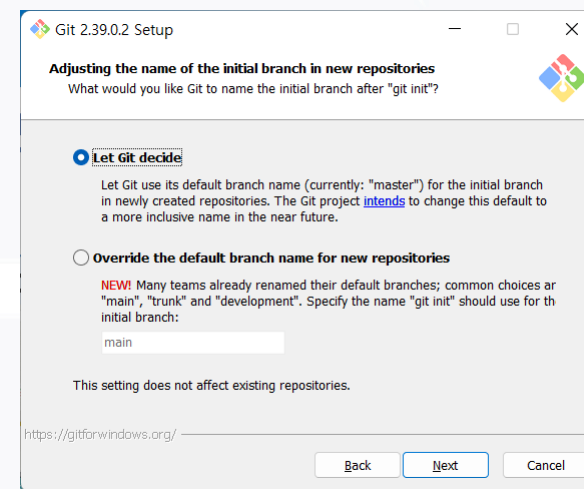 Git 2.39.0.2 Setup
Adjusting the name of the initial branch in new repositories
What would you like Git to name the initial branch after "git init"?
Let Git decide
Let Git use its default branch name (currently: "master") for the initial branch
in newly created repositories. The Git project intends to change this default to
a more inclusive name in the near future.
Override the default branch name for new repositories
NEW! Many teams already renamed their default branches; common choices ar
"main", "trunk" and "development". Specify the name "git init" should use for th
initial branch:
main
This setting does not affect existing repositories.
https://gitforwindows.org/
Back Next Cancel